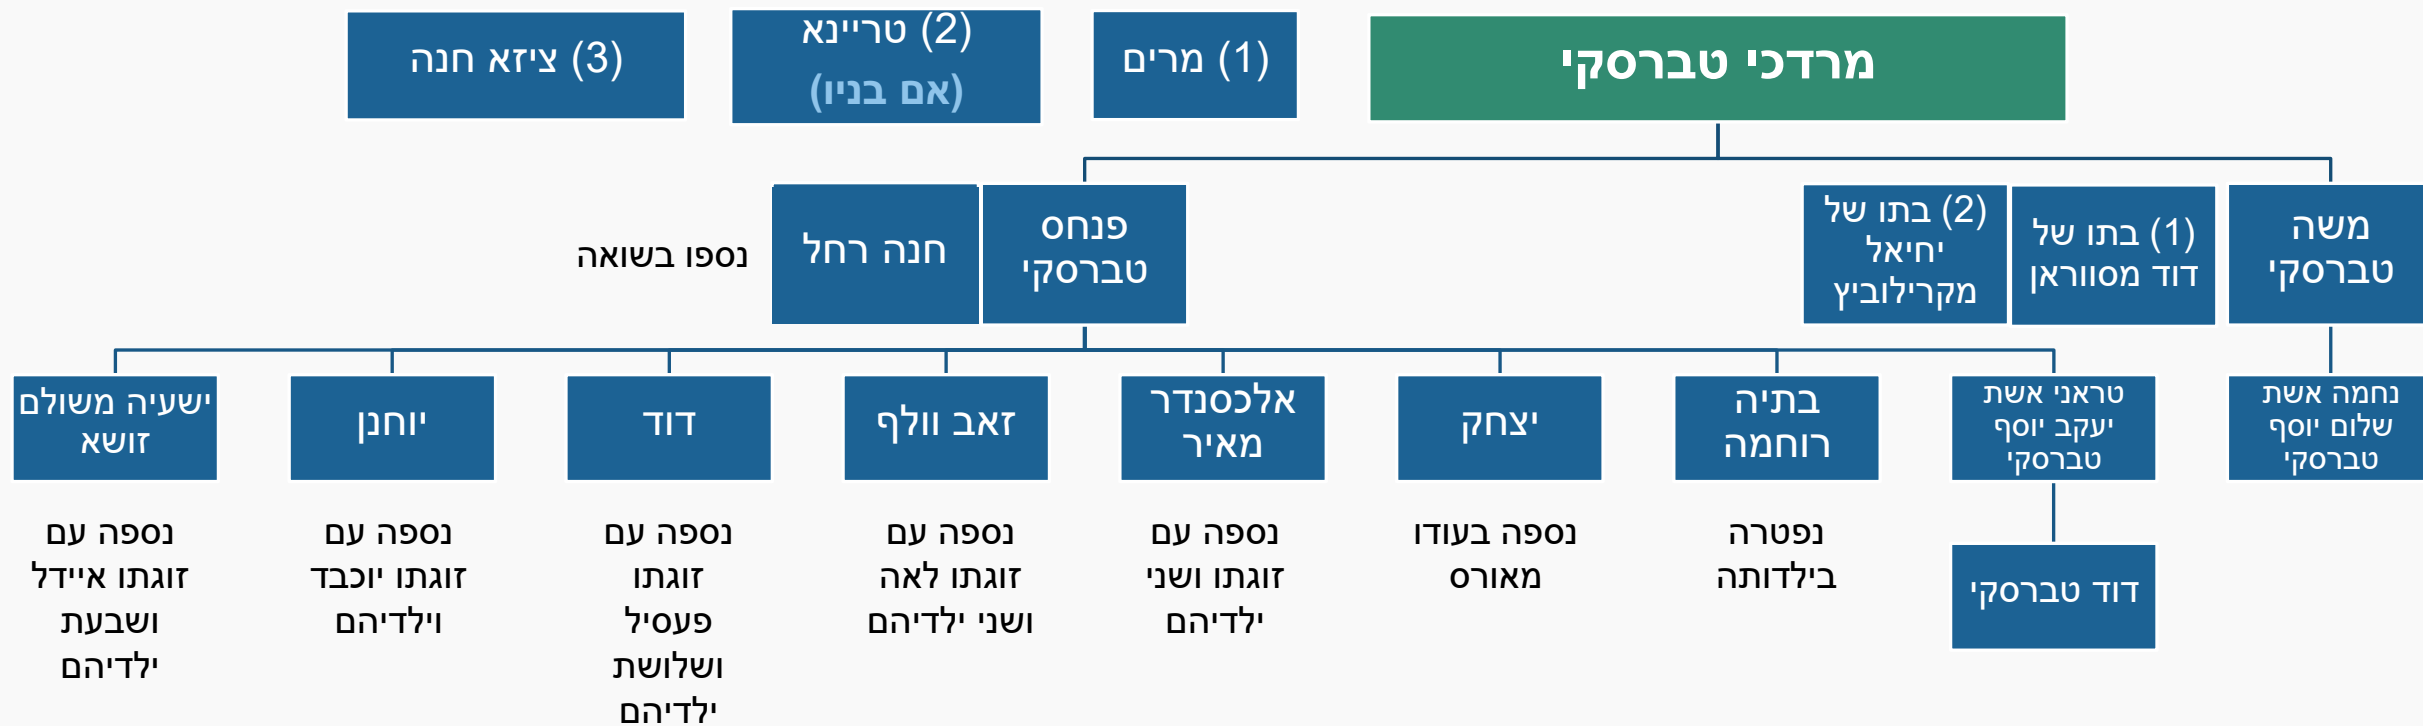 מרדכי טברסקי
(1) מרים
(2) טריינא
(אם בניו)
(3) ציזא חנה
משה
טברסקי
(1) בתו של
דוד מסווראן
(2) בתו של
יחיאל
מקרילוביץ
פנחס
טברסקי
חנה רחל
נספו בשואה
נחמה אשת
שלום יוסף
טברסקי
טראני אשת
יעקב יוסף
טברסקי
בתיה
רוחמה
יצחק
אלכסנדר
מאיר
זאב וולף
דוד
יוחנן
ישעיה משולם
זושא
דוד טברסקי
נפטרה
בילדותה
נספה בעודו
מאורס
נספה עם
זוגתו ושני
ילדיהם
נספה עם
זוגתו לאה
ושני ילדיהם
נספה עם
זוגתו
פעסיל
ושלושת
ילדיהם
נספה עם
זוגתו יוכבד
וילדיהם
נספה עם
זוגתו איידל
ושבעת
ילדיהם